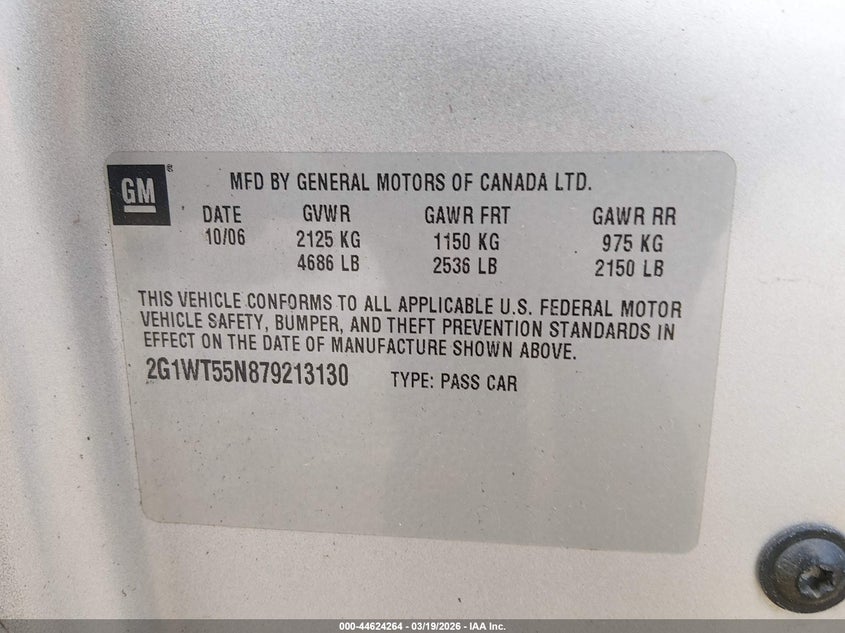 GM
MFD BY GENERAL MOTORS OF CANADA LTD.
DATE GVWR GAWR FRT GAWR RR
10/06 2125 KG 1150 KG 975 KG
4686 LB 2536 LB 2150 LB
THIS VEHICLE CONFORMS TO ALL APPLICABLE U.S. FEDERAL MOTOR
VEHICLE SAFETY, BUMPER, AND THEFT PREVENTION STANDARDS IN
EFFECT ON THE DATE OF MANUFACTURE SHOWN ABOVE.
2G1WT55N879213130 TYPE: PASS CAR
000-44624264 - 03/19/2026 - IAA Inc.